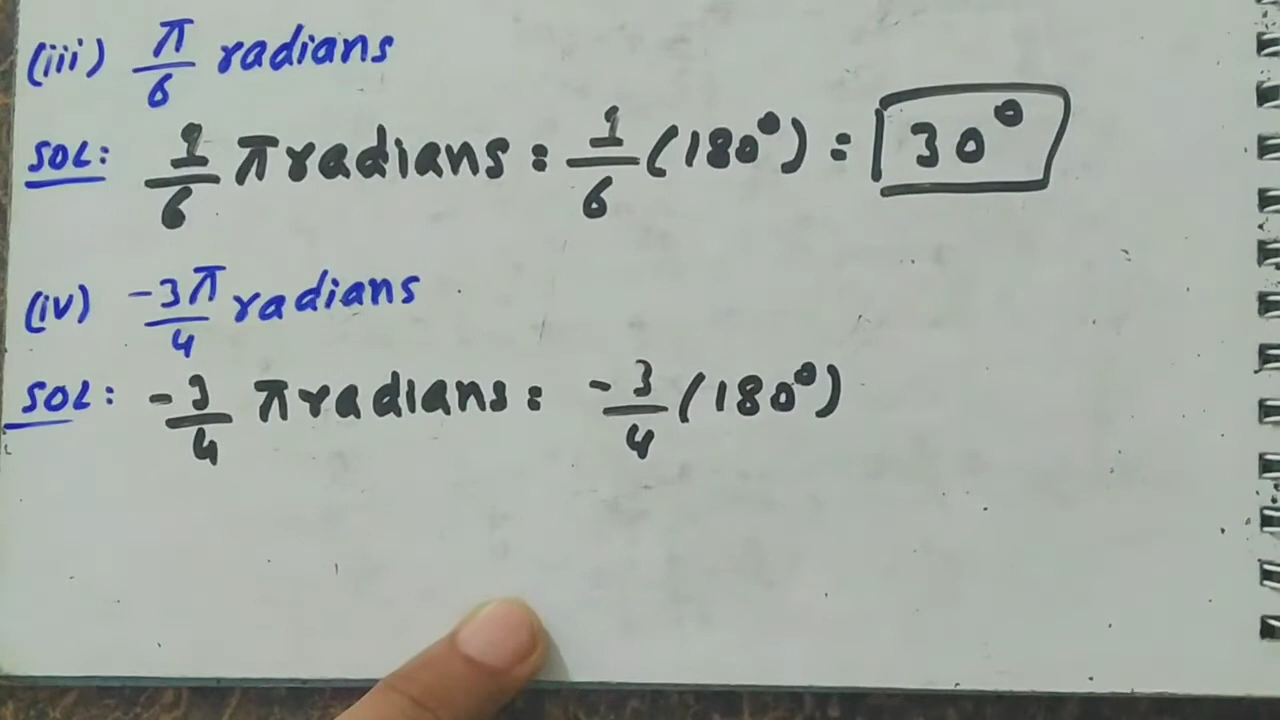 (iii) π/6 radians
SOL: 1/6 π radians = 1/6 (180°) = 30°
(iv) -3π/4 radians
SOL: -3/4 π radians = -3/4 (180°)